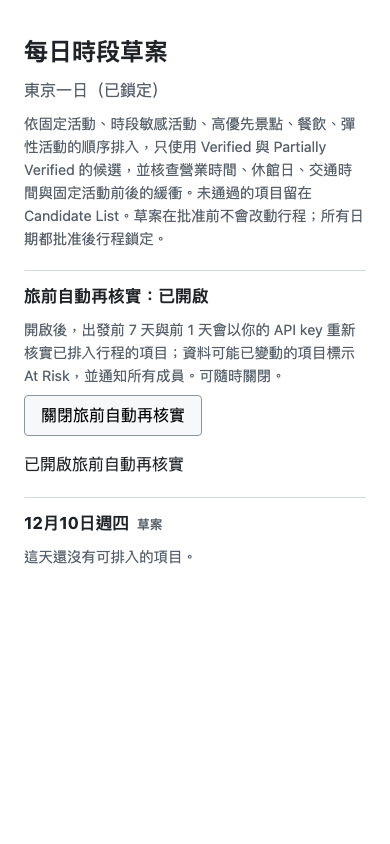 每日時段草案
東京一日（已鎖定）
依固定活動、時段敏感活動、高優先景點、餐飲、彈
性活動的順序排入，只使用 Verified 與 Partially
Verified 的候選，並核查營業時間、休館日、交通時
間與固定活動前後的緩衝。未通過的項目留在
Candidate List。草案在批准前不會改動行程；所有日
期都批准後行程鎖定。
旅前自動再核實：已開啟
開啟後，出發前 7 天與前 1 天會以你的 API key 重新
核實已排入行程的項目；資料可能已變動的項目標示
At Risk，並通知所有成員。可隨時關閉。
關閉旅前自動再核實
已開啟旅前自動再核實
12月10日週四 草案
這天還沒有可排入的項目。